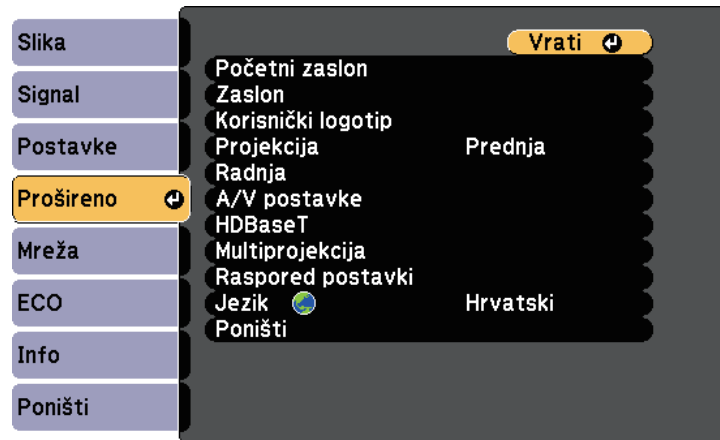 Slika
Signal
Postavke
Prošireno
Mreža
ECO
Info
Poništi
Vrati
Početni zaslon
Zaslon
Korisnički logotip
Projekcija Prednja
Radnja
A/V postavke
HDBaseT
Multiprojekcija
Raspored postavki
Jezik Hrvatski
Poništi